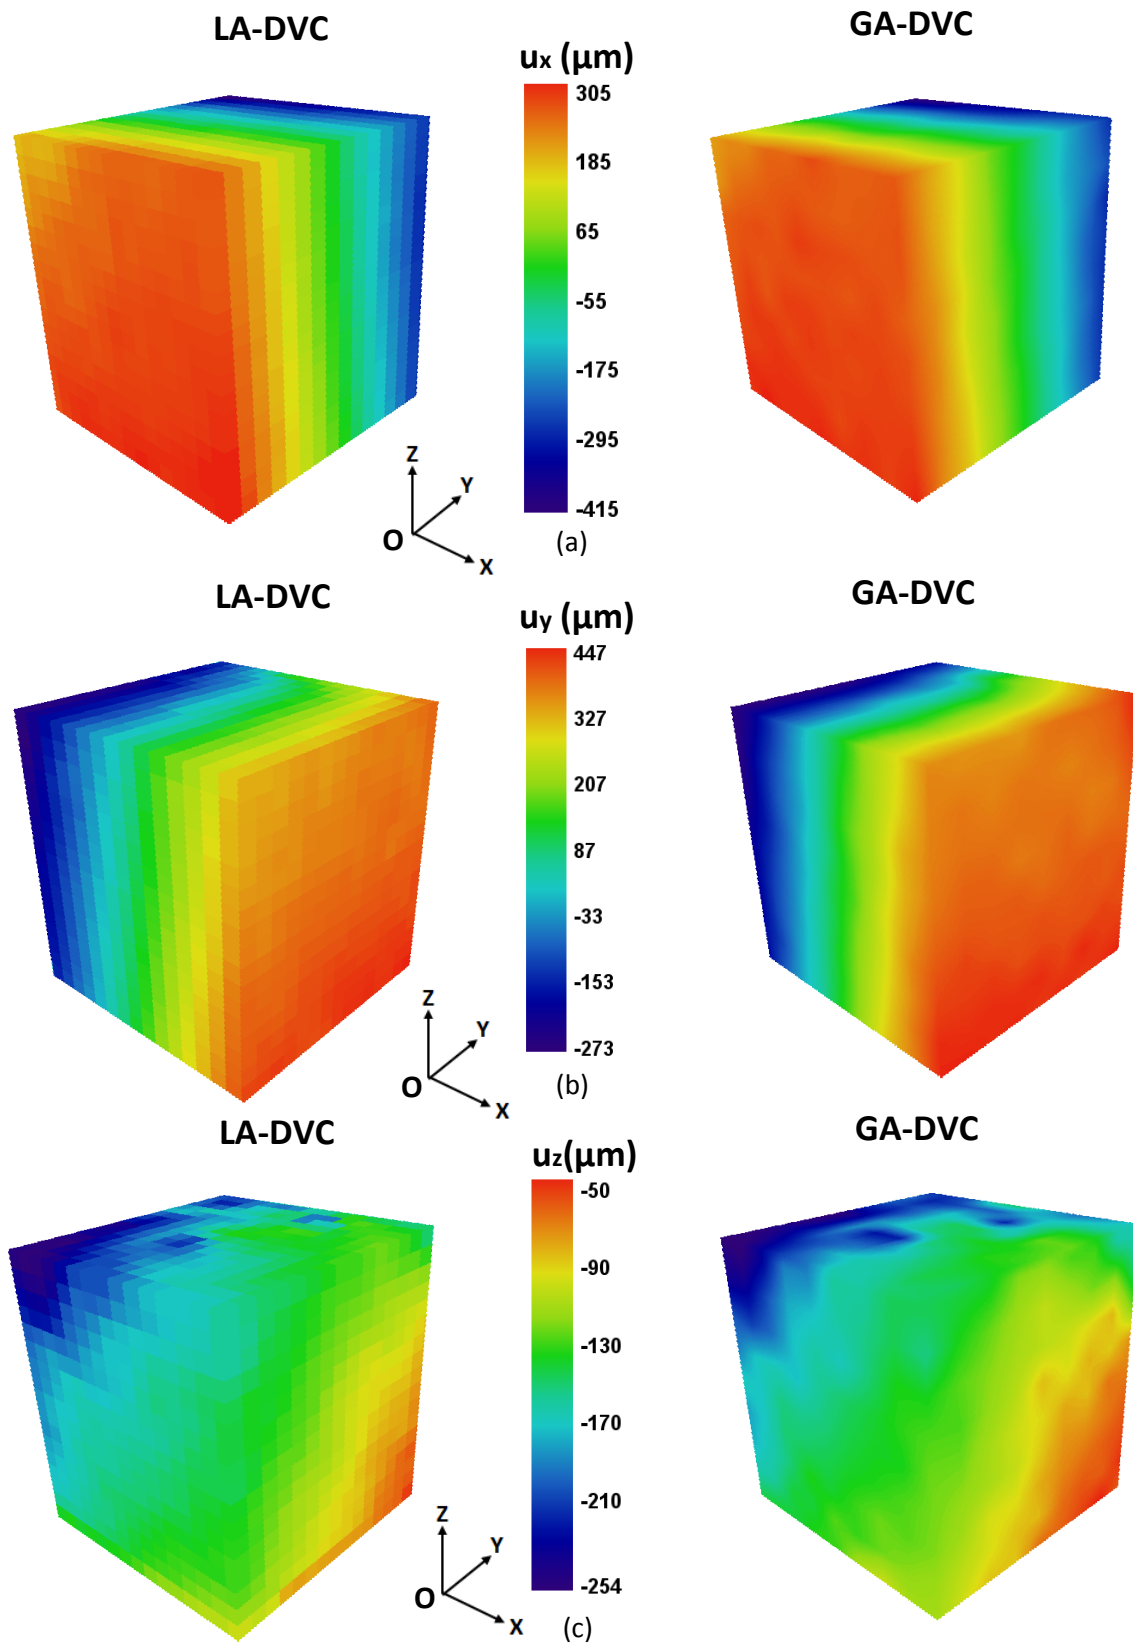 LA-DVC
GA-DVC
ux (μm)
305
185
65
-55
-175
-295
-415
Z
Y
O
X
(a)
LA-DVC
GA-DVC
uy (μm)
447
327
207
87
-33
-153
-273
Z
Y
O
X
(b)
LA-DVC
GA-DVC
uz(μm)
-50
-90
-130
-170
-210
-254
Z
Y
O
X
(c)